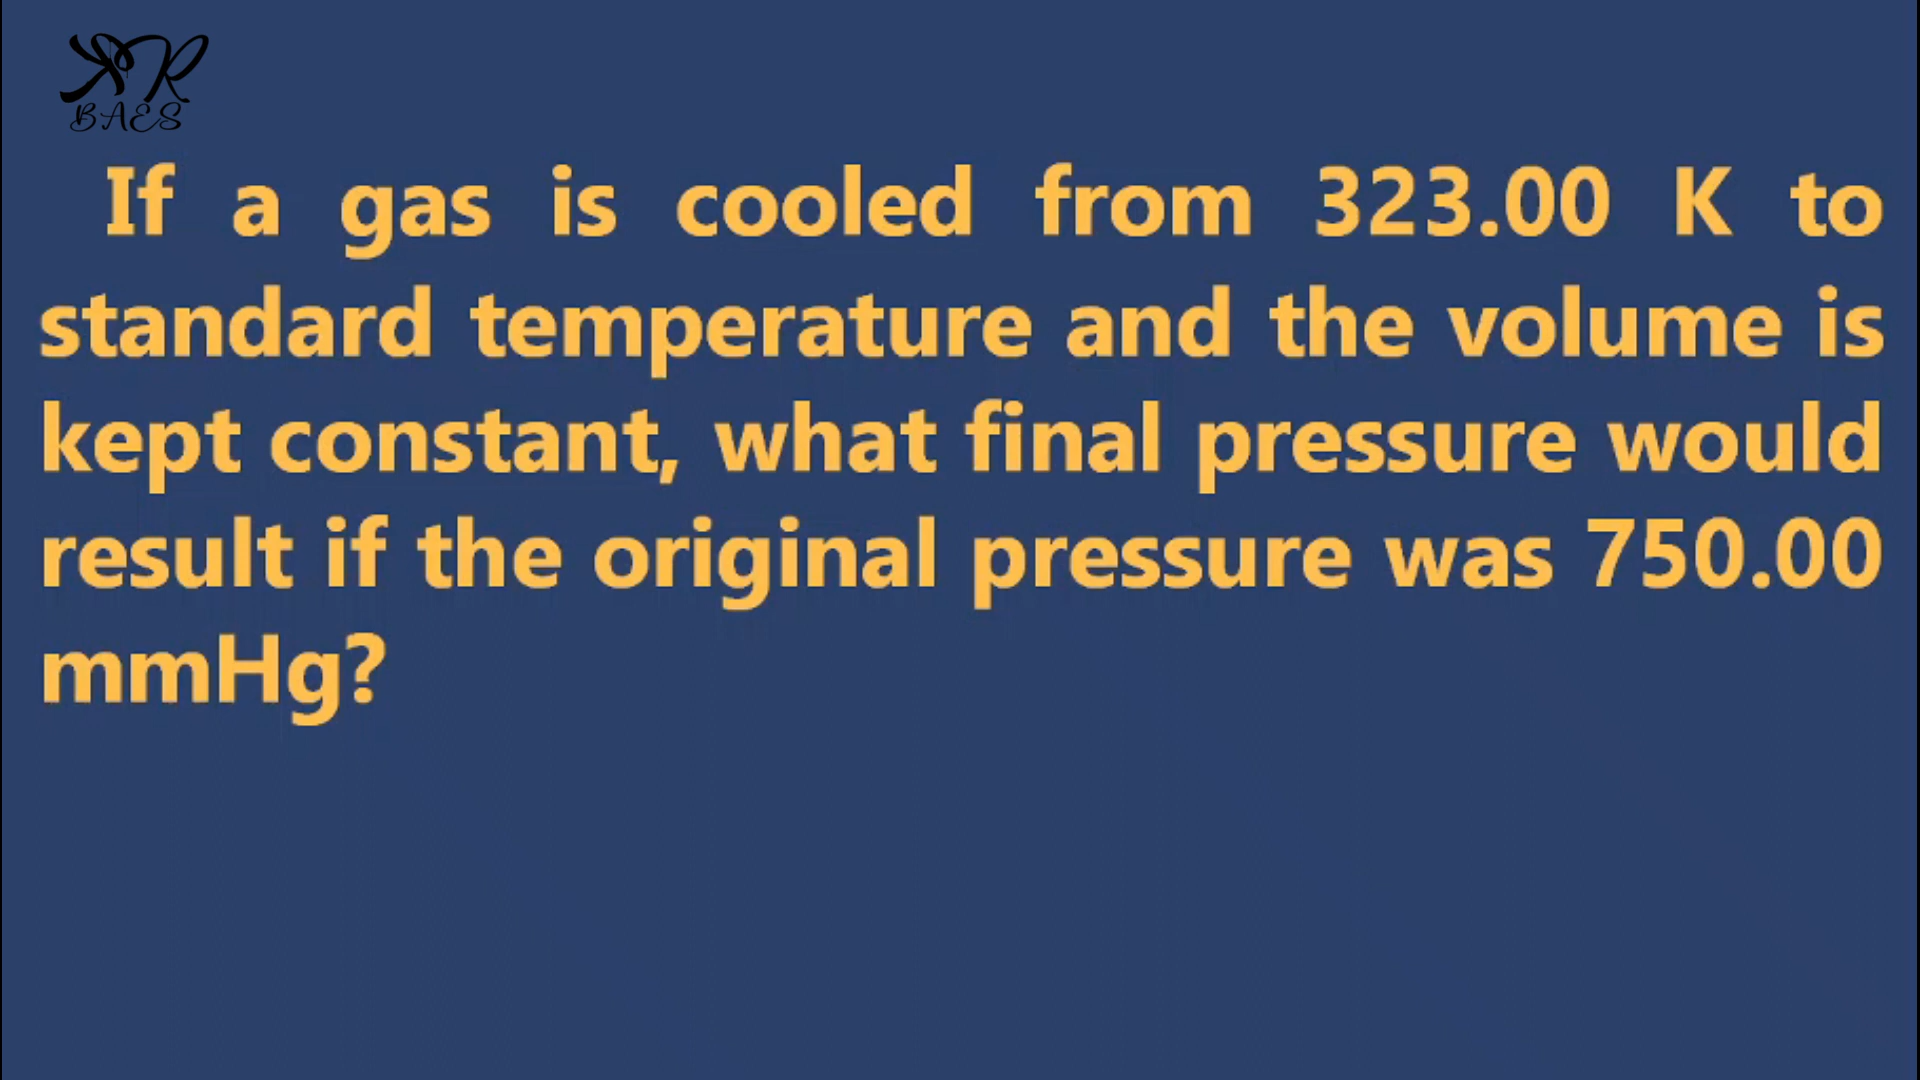 KR
BAES
If a gas is cooled from 323.00 K to
standard temperature and the volume is
kept constant, what final pressure would
result if the original pressure was 750.00
mmHg?